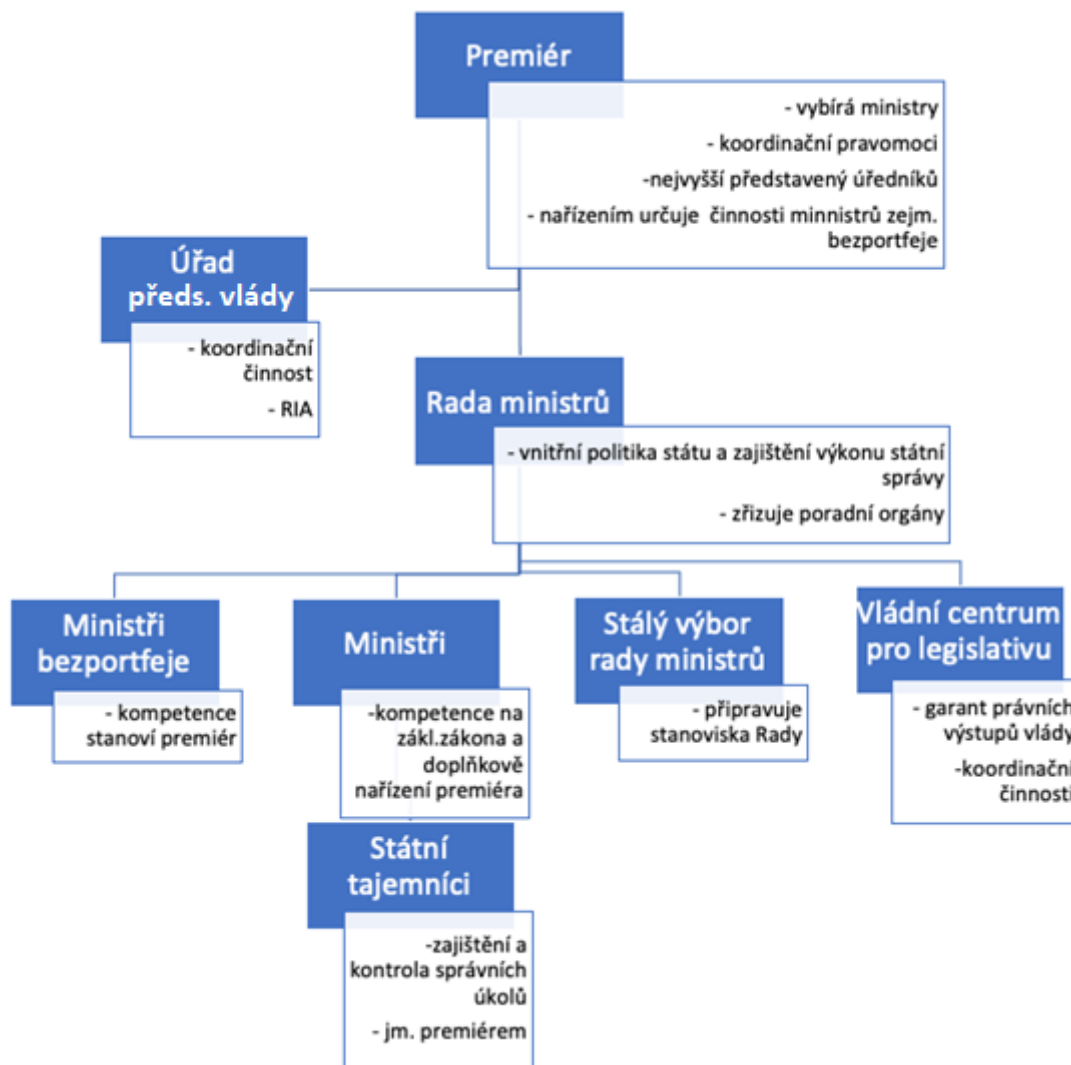 Premiér
- vybírá ministry
- koordinační pravomoci
-nejvyšší představený úředníků
- nařízením určuje činnosti minnistrů zejm.
bezportfeje
Úřad
předs. vlády
- koordinační
činnost
- RIA
Rada ministrů
- vnitřní politika státu a zajištění výkonu státní
správy
- zřizuje poradní orgány
Ministři
bezportfeje
- kompetence
stanoví premiér
Ministři
-kompetence na
zákl.zákona a
doplňkově
nařízení premiéra
Státní
tajemníci
-zajištění a
kontrola správních
úkolů
- jm. premiérem
Stálý výbor
rady ministrů
- připravuje
stanoviska Rady
Vládní centrum
pro legislativu
- garant právních
výstupů vlády
-koordinační
činnosti